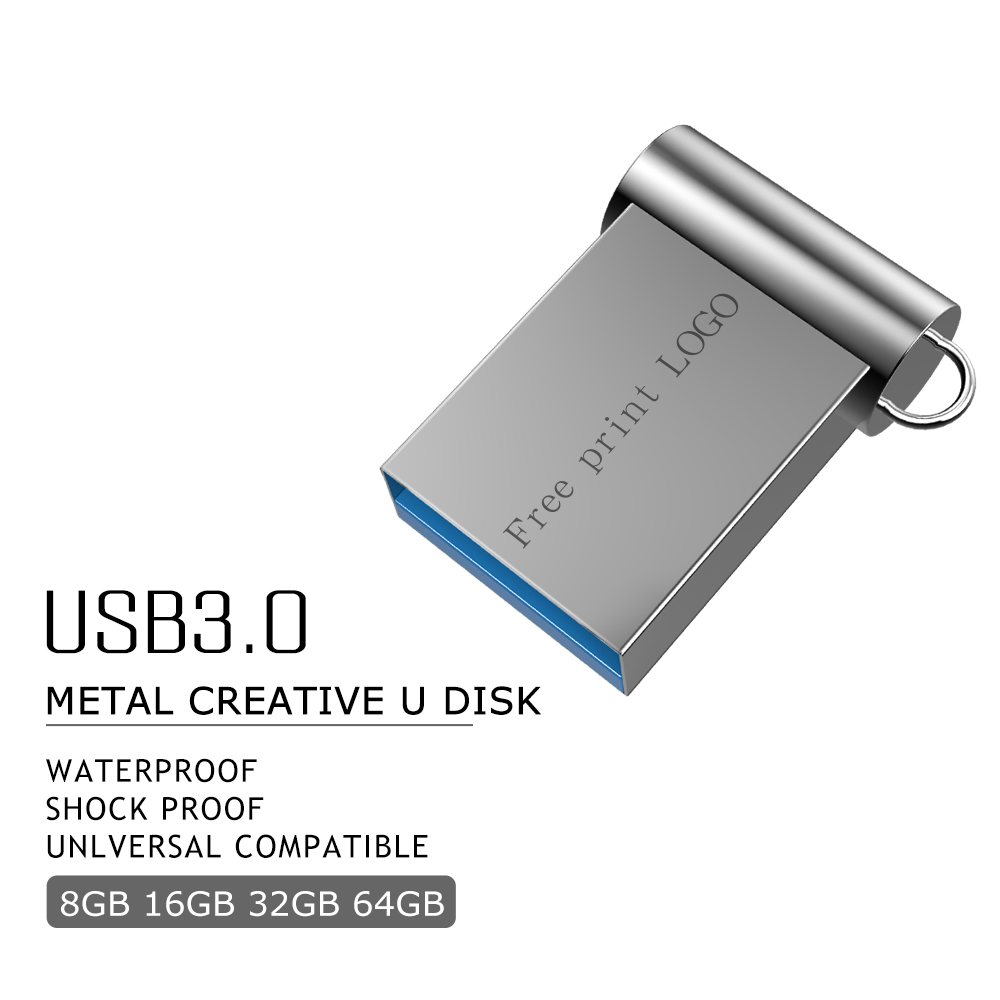 Free print LOGO
USB3.0
METAL CREATIVE U DISK
WATERPROOF
SHOCK PROOF
UNLVERSAL COMPATIBLE
8GB 16GB 32GB 64GB